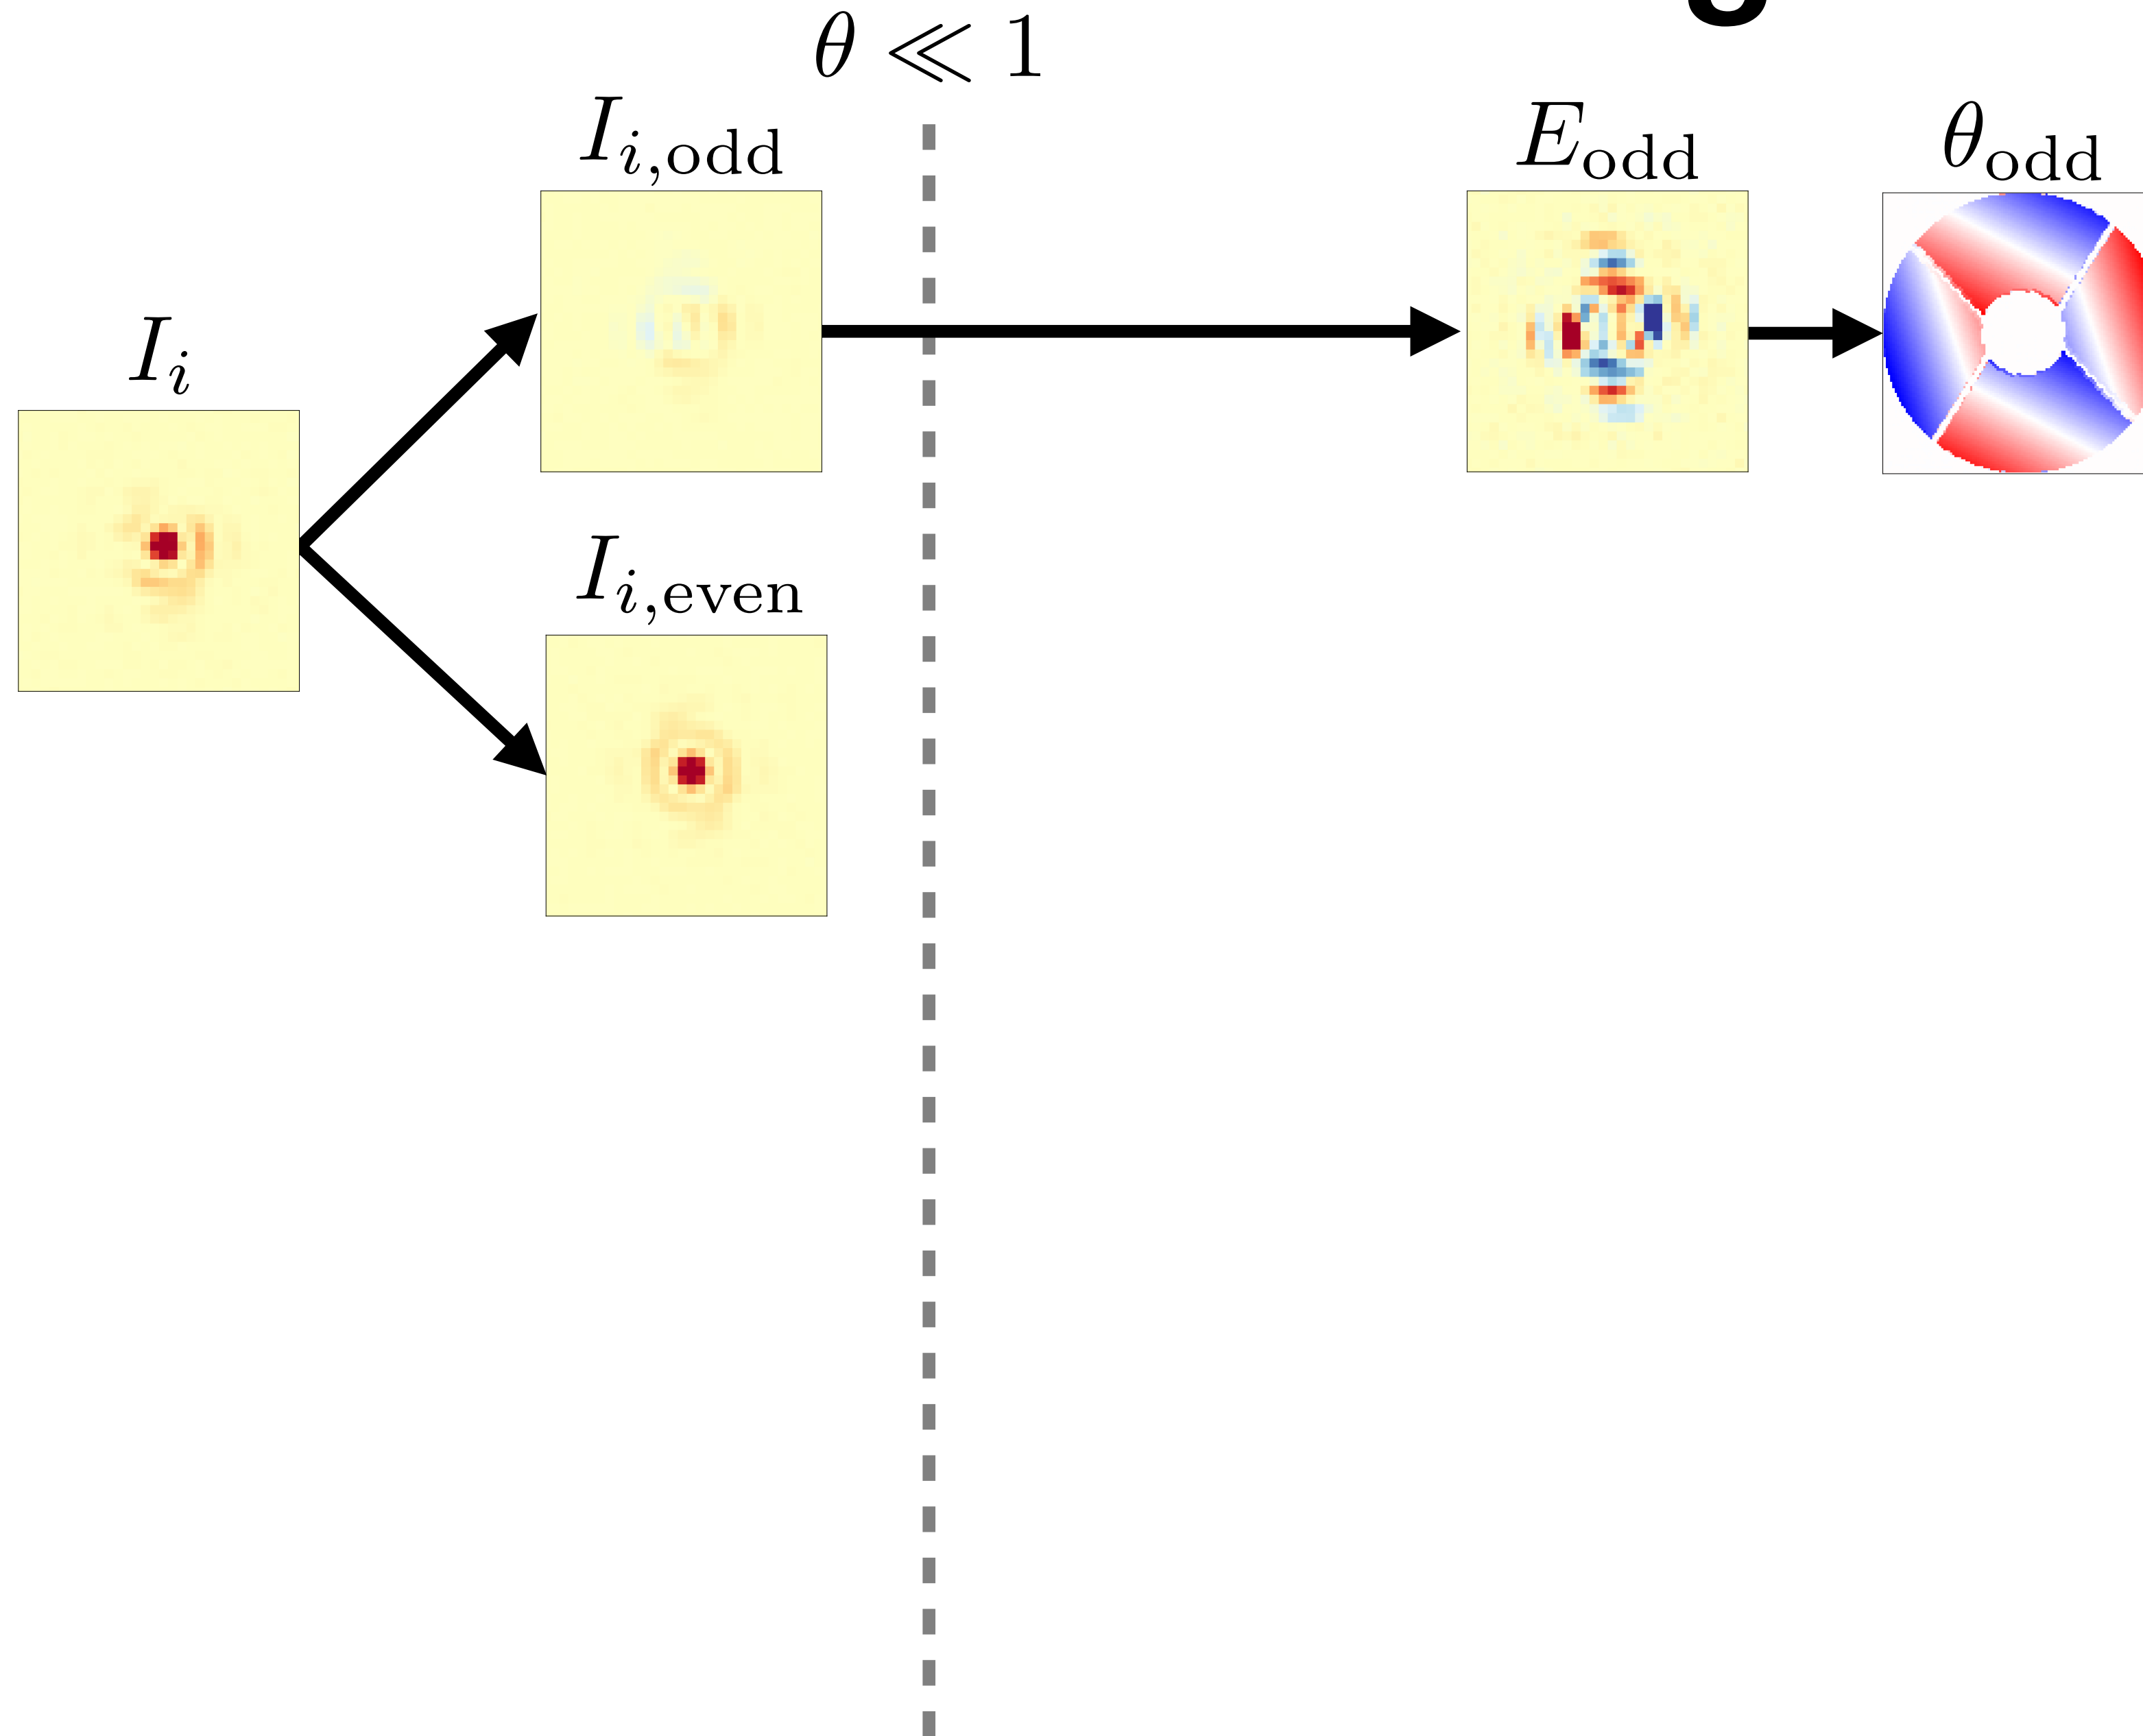 θ ≪ 1
I_{i,odd}
E_{odd}
θ_{odd}
I_i
I_{i,even}